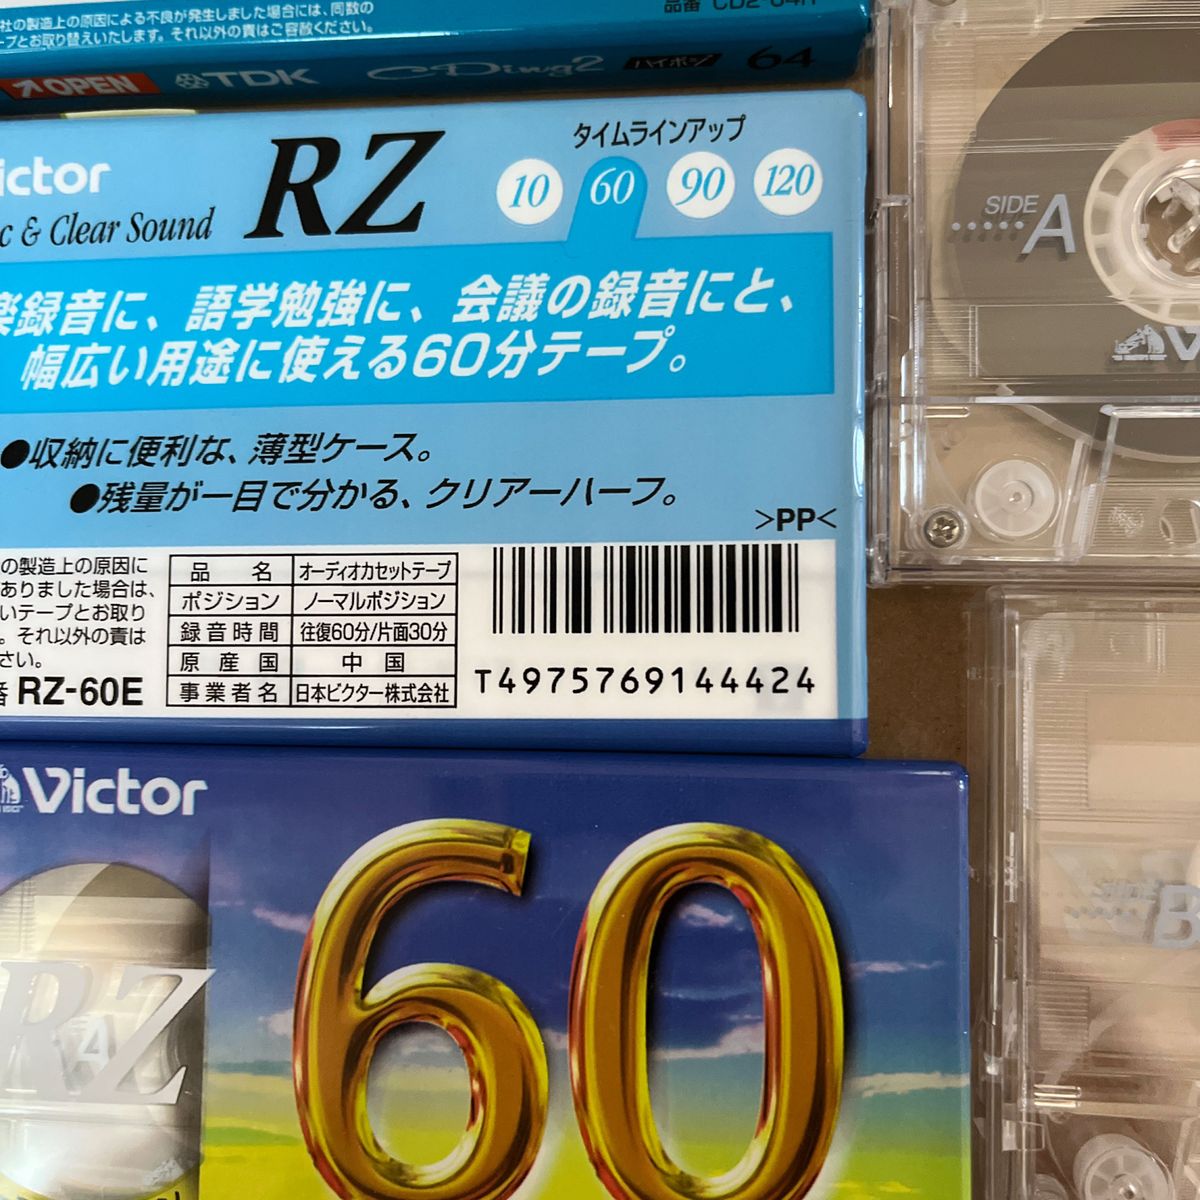 社の製造上の原因による不良が発生しました場合には、同数の
ープとお取り替えいたします。それ以外の責はご容赦ください。
品番 CD2-64R
OPEN
TDK CDing2 ハイポジ 64
ictor
c & Clear Sound
RZ
タイムラインアップ
10 60 90 120
録音に、語学勉強に、会議の録音にと、
幅広い用途に使える60分テープ。
●収納に便利な、薄型ケース。
●残量が一目で分かる、クリアーハーフ。
>PP<
の製造上の原因に
ありました場合は、
いテープとお取り
。それ以外の責は
さい。
番 RZ-60E
品名 オーディオカセットテープ
ポジション ノーマルポジション
録音時間 往復60分/片面30分
原産国 中国
事業者名 日本ビクター株式会社
T4975769144424
SIDE A
V
Victor
60
RZ
A
B